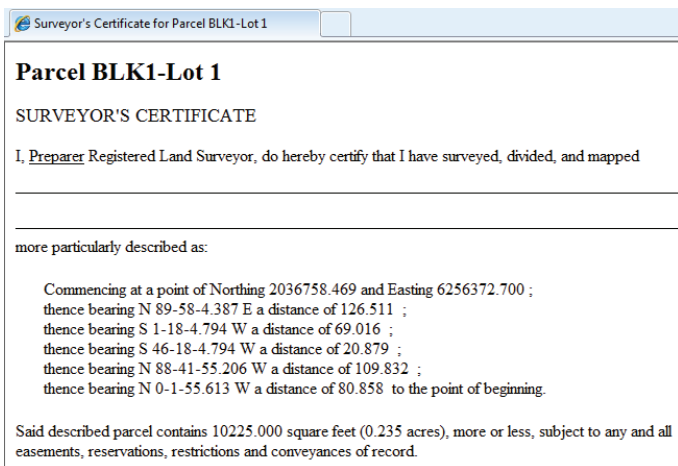 Surveyor's Certificate for Parcel BLK1-Lot 1
Parcel BLK1-Lot 1
SURVEYOR'S CERTIFICATE
I, Preparer Registered Land Surveyor, do hereby certify that I have surveyed, divided, and mapped
more particularly described as:
Commencing at a point of Northing 2036758.469 and Easting 6256372.700 ;
thence bearing N 89-58-4.387 E a distance of 126.511 ;
thence bearing S 1-18-4.794 W a distance of 69.016 ;
thence bearing S 46-18-4.794 W a distance of 20.879 ;
thence bearing N 88-41-55.206 W a distance of 109.832 ;
thence bearing N 0-1-55.613 W a distance of 80.858 to the point of beginning.
Said described parcel contains 10225.000 square feet (0.235 acres), more or less, subject to any and all
easements, reservations, restrictions and conveyances of record.